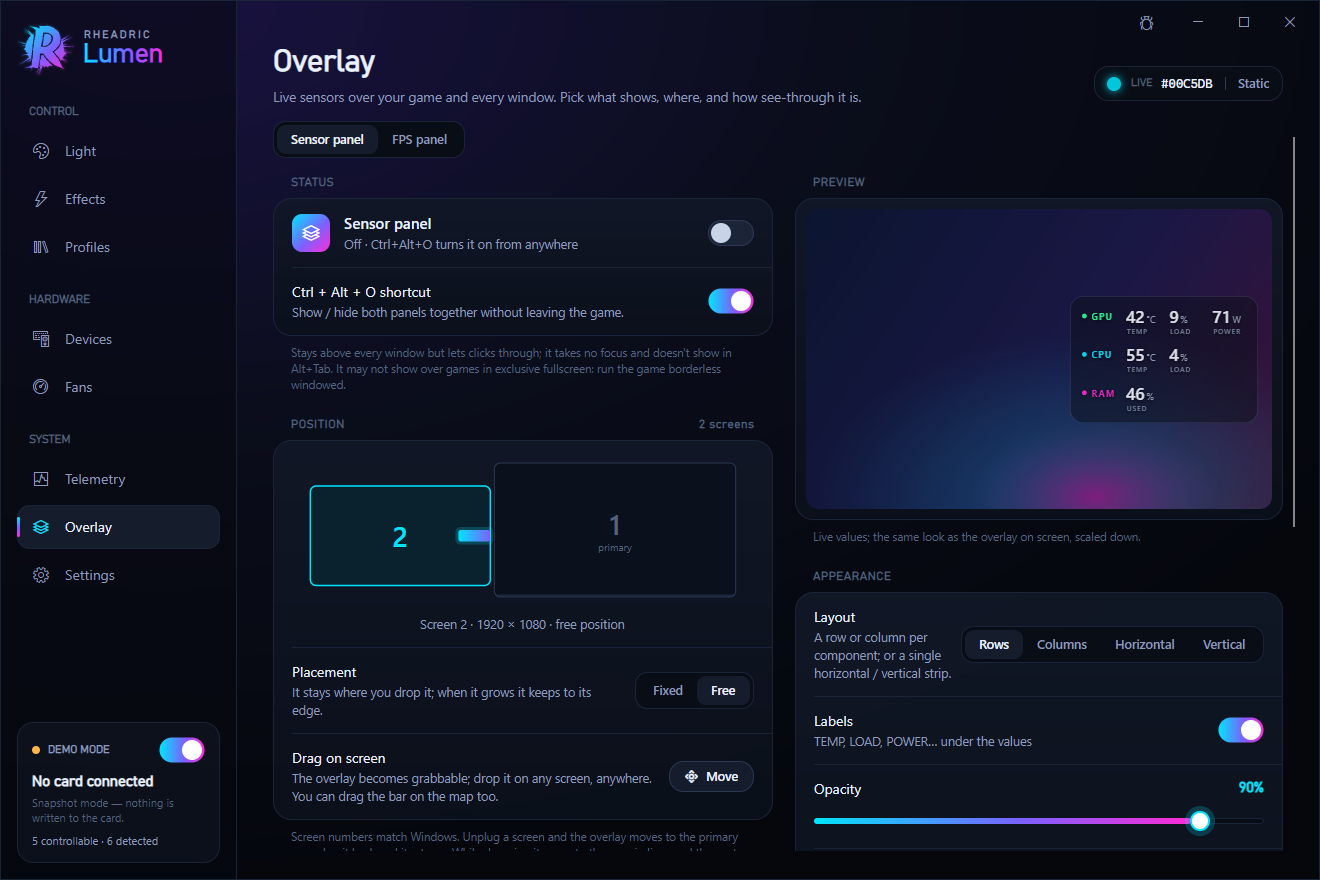 RHEADRIC
Lumen
CONTROL
Light
Effects
Profiles
HARDWARE
Devices
Fans
SYSTEM
Telemetry
Overlay
Settings
DEMO MODE
No card connected
Snapshot mode — nothing is
written to the card.
5 controllable · 6 detected
Overlay
Live sensors over your game and every window. Pick what shows, where, and how see-through it is.
LIVE #00C5DB Static
Sensor panel FPS panel
STATUS
Sensor panel
Off · Ctrl+Alt+O turns it on from anywhere
Ctrl + Alt + O shortcut
Show / hide both panels together without leaving the game.
Stays above every window but lets clicks through; it takes no focus and doesn't show in
Alt+Tab. It may not show over games in exclusive fullscreen: run the game borderless
windowed.
POSITION 2 screens
2
1
primary
Screen 2 · 1920 × 1080 · free position
Placement
It stays where you drop it; when it grows it keeps to its
edge.
Fixed Free
Drag on screen
The overlay becomes grabbable; drop it on any screen, anywhere.
You can drag the bar on the map too.
Move
Screen numbers match Windows. Unplug a screen and the overlay moves to the primary
PREVIEW
GPU 42°C 9% 71W
TEMP LOAD POWER
CPU 55°C 4%
TEMP LOAD
RAM 46%
USED
Live values; the same look as the overlay on screen, scaled down.
APPEARANCE
Layout
A row or column per
component; or a single
horizontal / vertical strip.
Rows Columns Horizontal Vertical
Labels
TEMP, LOAD, POWER... under the values
Opacity 90%